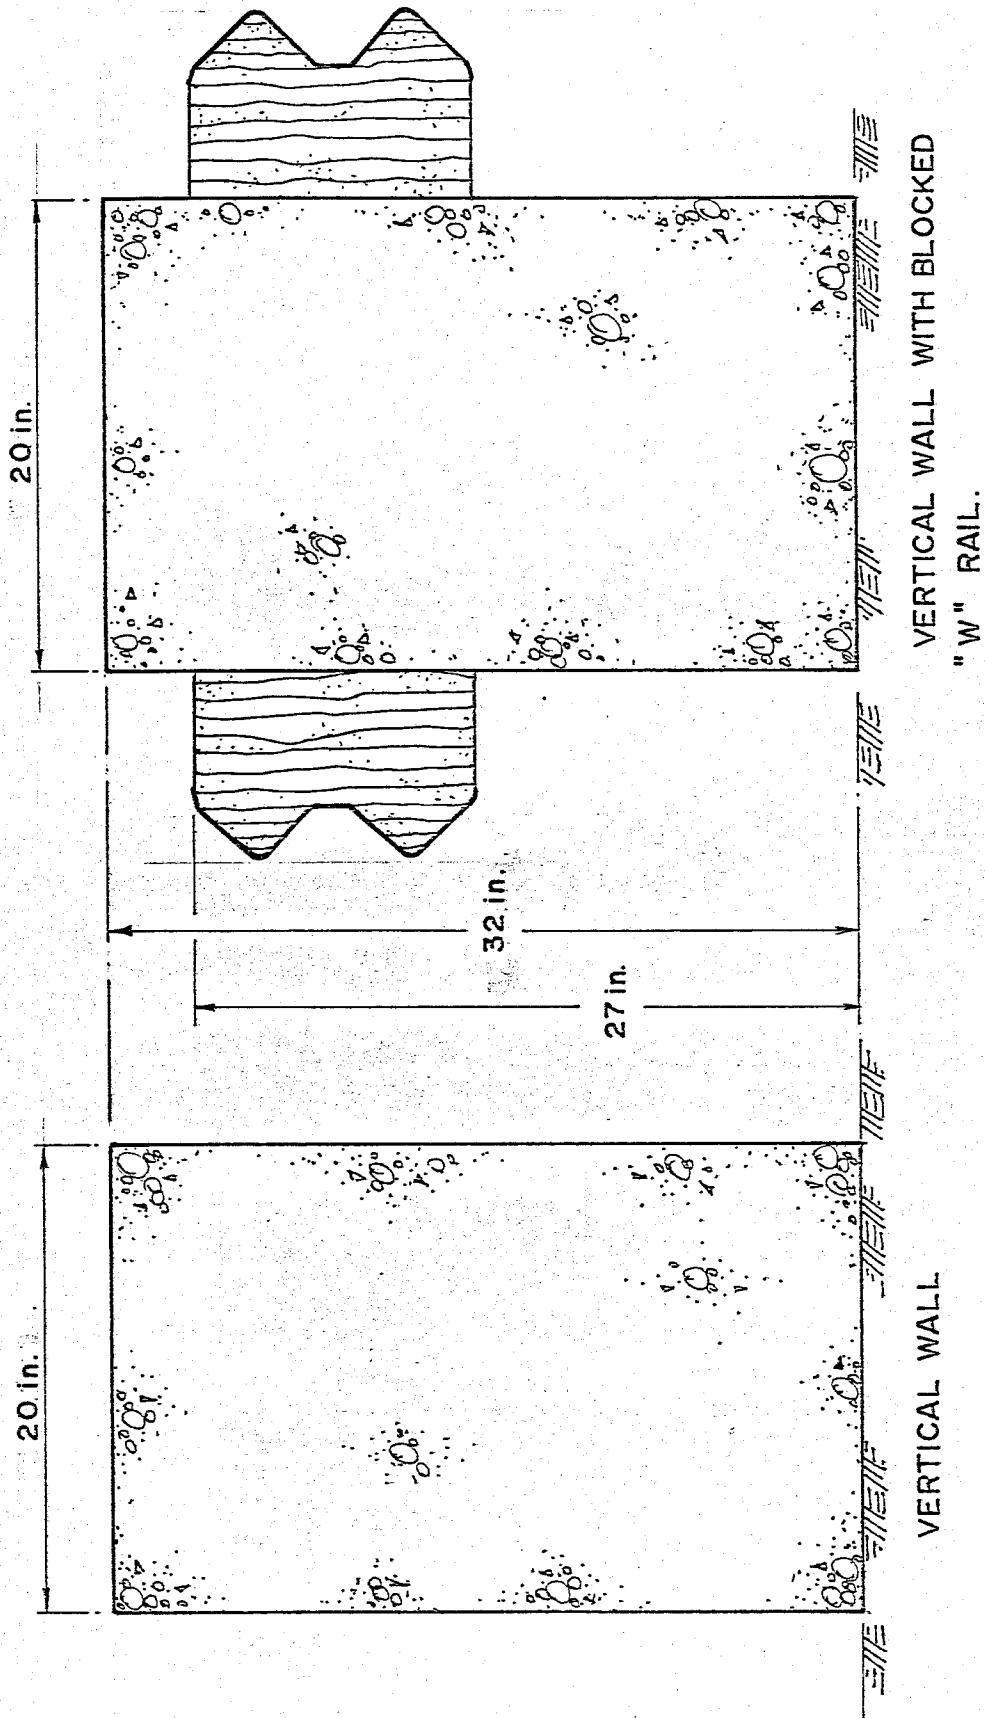 20 in.
20 in.
32 in.
27 in.
VERTICAL WALL
VERTICAL WALL WITH BLOCKED
"W" RAIL.